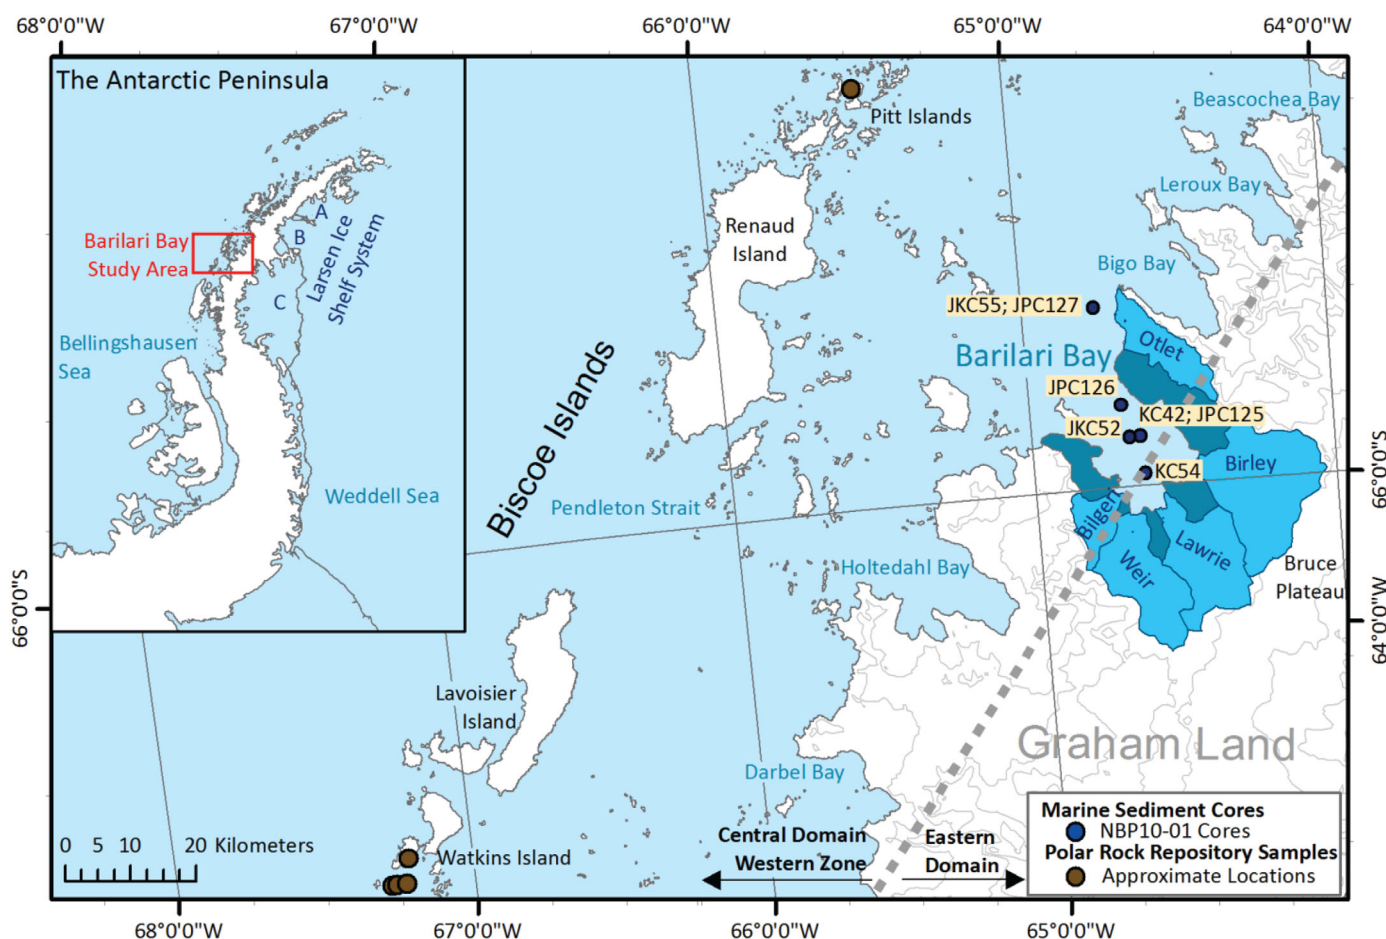 68°0'0"W
67°0'0"W
66°0'0"W
65°0'0"W
64°0'0"W
The Antarctic Peninsula
A
B
C
Larsen Ice
Shelf System
Barilari Bay
Study Area
Bellingshausen
Sea
Weddell Sea
Pitt Islands
Beascochea Bay
Leroux Bay
Renaud
Island
Bigo Bay
JKC55; JPC127
Otlet
Barilari Bay
JPC126
KC42; JPC125
JKC52
KC54
Birley
Biscoe Islands
Pendleton Strait
Bilgeri
Lawrie
Weir
Bruce
Plateau
Holtedahl Bay
66°0'0"S
66°0'0"S
64°0'0"W
Lavoisier
Island
Graham Land
Darbel Bay
Watkins Island
0 5 10 20 Kilometers
Central Domain
Western Zone
Eastern
Domain
Marine Sediment Cores
NBP10-01 Cores
Polar Rock Repository Samples
Approximate Locations
68°0'0"W
67°0'0"W
66°0'0"W
65°0'0"W